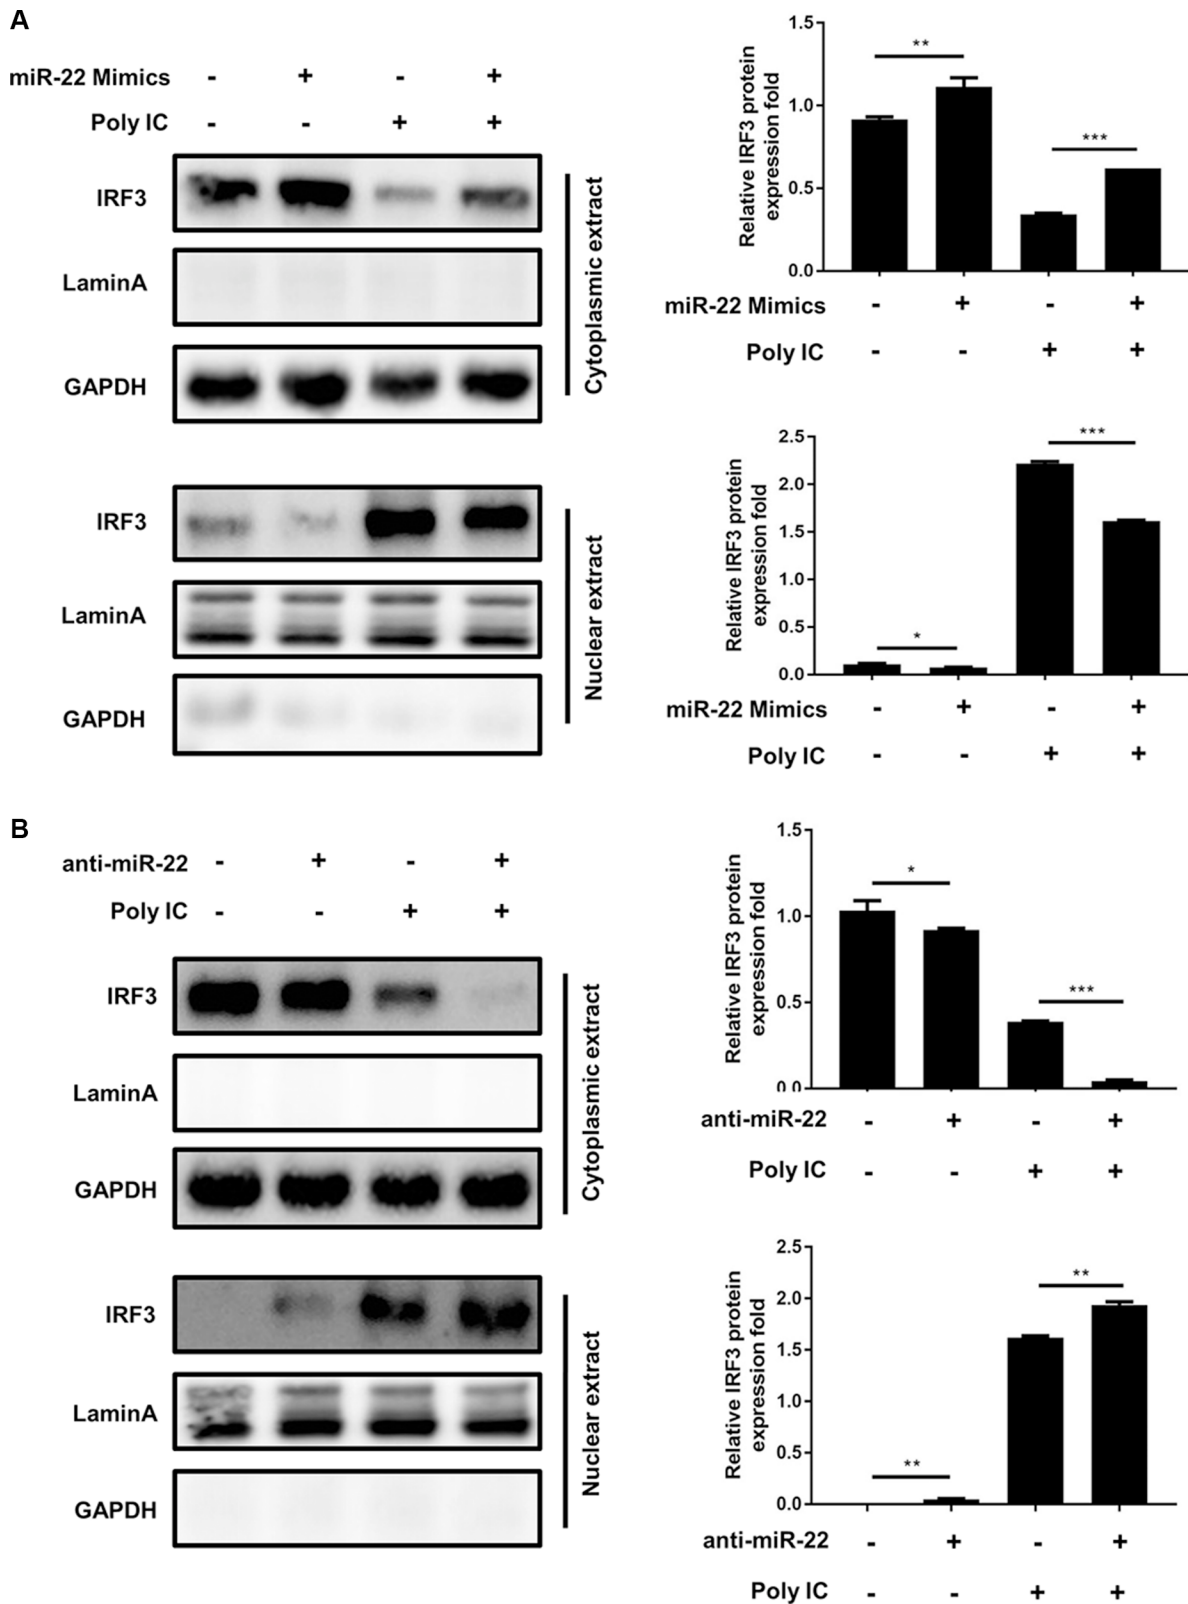 A
miR-22 Mimics - + - +
Poly IC - - + +
IRF3
LaminA
GAPDH
Cytoplasmic extract
IRF3
LaminA
GAPDH
Nuclear extract
Relative IRF3 protein
expression fold
1.5
1.0
0.5
0.0
**
***
miR-22 Mimics - + - +
Poly IC - - + +
Relative IRF3 protein
expression fold
2.5
2.0
1.5
1.0
0.5
0.0
*
***
miR-22 Mimics - + - +
Poly IC - - + +
B
anti-miR-22 - + - +
Poly IC - - + +
IRF3
LaminA
GAPDH
Cytoplasmic extract
IRF3
LaminA
GAPDH
Nuclear extract
Relative IRF3 protein
expression fold
1.5
1.0
0.5
0 0
*
***
anti-miR-22 - + - +
Poly IC - - + +
Relative IRF3 protein
expression fold
2.5
2.0
1.5
1.0
0.5
0.0
**
**
anti-miR-22 - + - +
Poly IC - - + +